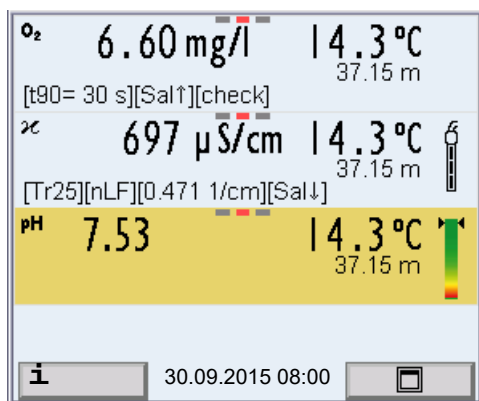 O₂ 6.60 mg/l 14.3 °C
37.15 m
[t90= 30 s][Sal↑][check]
ϰ 697 µS/cm 14.3 °C
37.15 m
[Tr25][nLF][0.471 1/cm][Sal↓]
pH 7.53 14.3 °C
37.15 m
i 30.09.2015 08:00